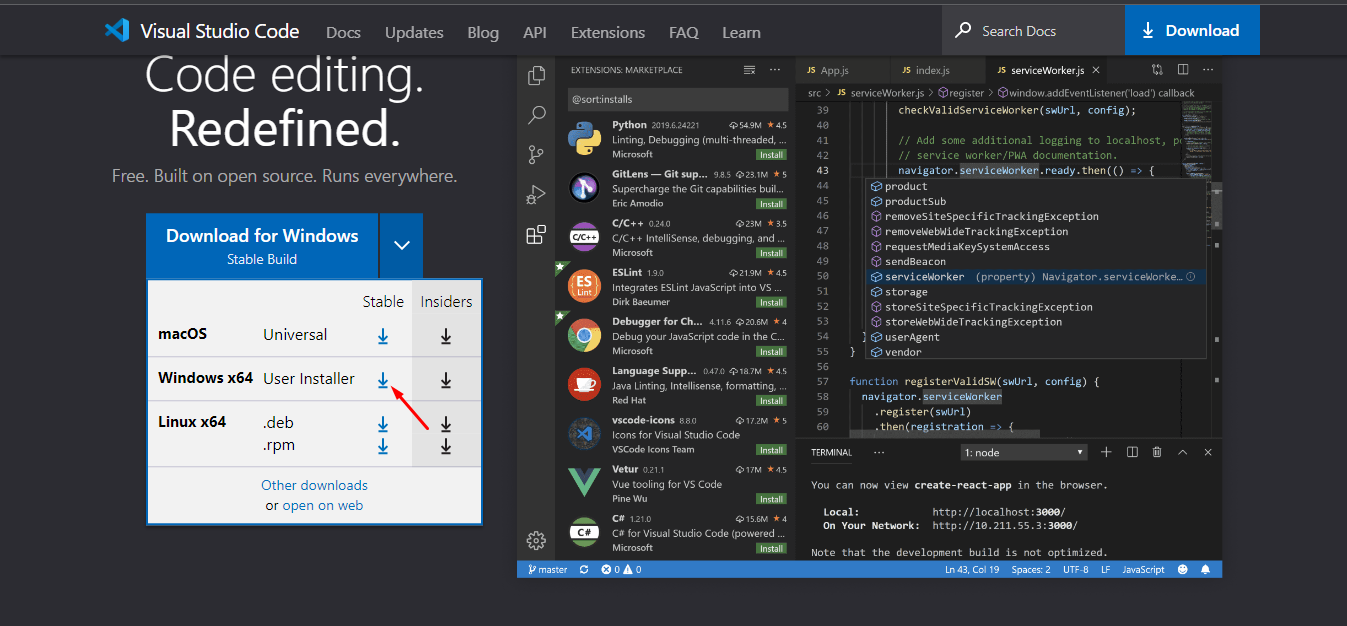 Visual Studio Code Docs Updates Blog API Extensions FAQ Learn Search Docs Download
Code editing.
Redefined.
Free. Built on open source. Runs everywhere.
Download for Windows
Stable Build
Stable Insiders
macOS Universal
Windows x64 User Installer
Linux x64 .deb
.rpm
Other downloads
or open on web
EXTENSIONS: MARKETPLACE
@sort:installs
Python 2019.6.24221 54.9M 4.5
Linting, Debugging (multi-threaded, ...
Microsoft Install
GitLens — Git sup... 9.8.5 23.1M 5
Supercharge the Git capabilities buil...
Eric Amodio Install
C/C++ 0.24.0 23M 3.5
C/C++ IntelliSense, debugging, and ...
Microsoft Install
ESLint 1.9.0 21.9M 4.5
Integrates ESLint JavaScript into VS ...
Dirk Baeumer Install
Debugger for Ch... 4.11.6 20.6M 4
Debug your JavaScript code in the C...
Microsoft Install
Language Supp... 0.47.0 18.7M 4.5
Java Linting, Intellisense, formatting, ...
Red Hat Install
vscode-icons 8.8.0 17.2M 5
Icons for Visual Studio Code
VSCode Icons Team Install
Vetur 0.21.1 17M 4.5
Vue tooling for VS Code
Pine Wu Install
C# 1.21.0 15.6M 4
C# for Visual Studio Code (powered ...
Microsoft Install
C/C++
ES
Lint
C#
JS App.js JS index.js JS serviceWorker.js
src > JS serviceWorker.js > register > window.addEventListener('load') callback
39 checkValidServiceWorker(swUrl, config);
40
41 // Add some additional logging to localhost, p
42 // service worker/PWA documentation.
43 navigator.serviceWorker.ready.then(() => {
44 product
45 productSub
46 removeSiteSpecificTrackingException
47 removeWebWideTrackingException
48 requestMediaKeySystemAccess
49 sendBeacon
50 serviceWorker (property) Navigator.serviceWorke...
51 storage
52 storeSiteSpecificTrackingException
53 storeWebWideTrackingException
54 } userAgent
55 } vendor
56
57 function registerValidSW(swUrl, config) {
58 navigator.serviceWorker
59 .register(swUrl)
60 .then(registration => {
TERMINAL ... 1: node
You can now view create-react-app in the browser.
Local: http://localhost:3000/
On Your Network: http://10.211.55.3:3000/
Note that the development build is not optimized.
master 0 0 Ln 43, Col 19 Spaces: 2 UTF-8 LF JavaScript